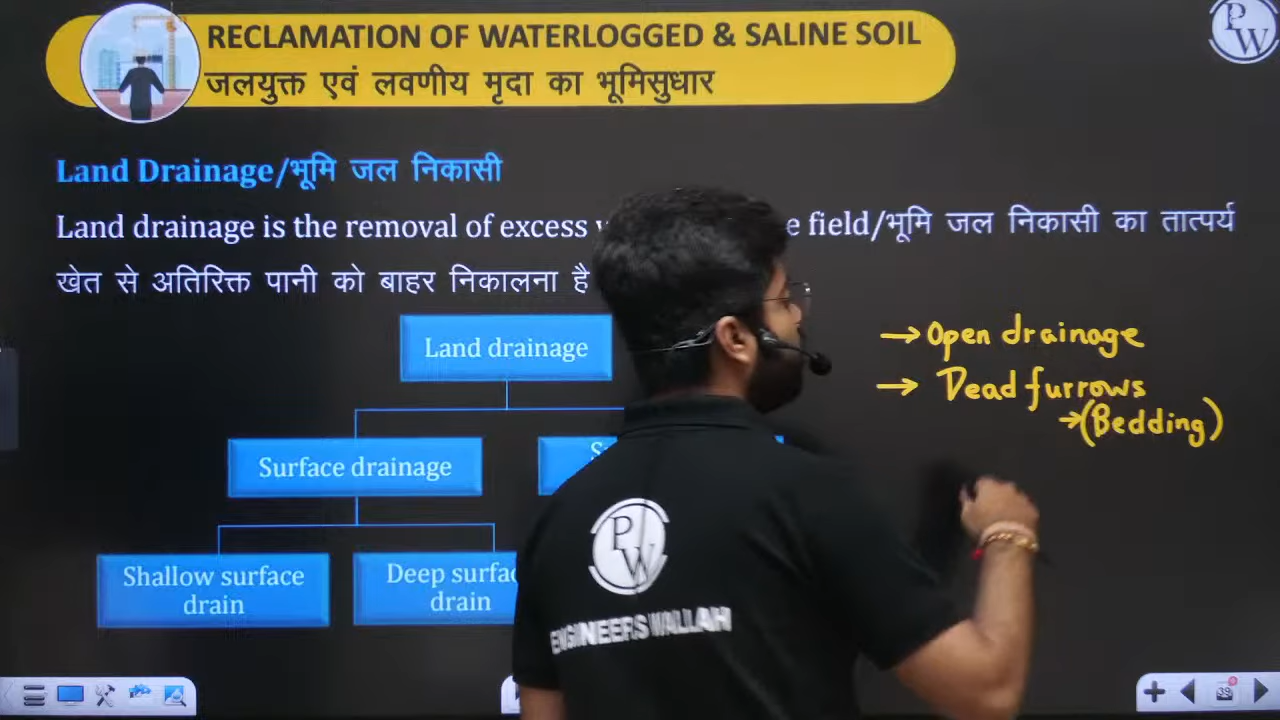 RECLAMATION OF WATERLOGGED & SALINE SOIL
जलयुक्त एवं लवणीय मृदा का भूमिसुधार
PW
Land Drainage/भूमि जल निकासी
Land drainage is the removal of excess e field/भूमि जल निकासी का तात्पर्य
खेत से अतिरिक्त पानी को बाहर निकालना है
Land drainage
→ Open drainage
→ Dead furrows
→(Bedding)
Surface drainage
Shallow surface
drain
Deep surfac
drain
PW
ENGINEERS WALLAH
39